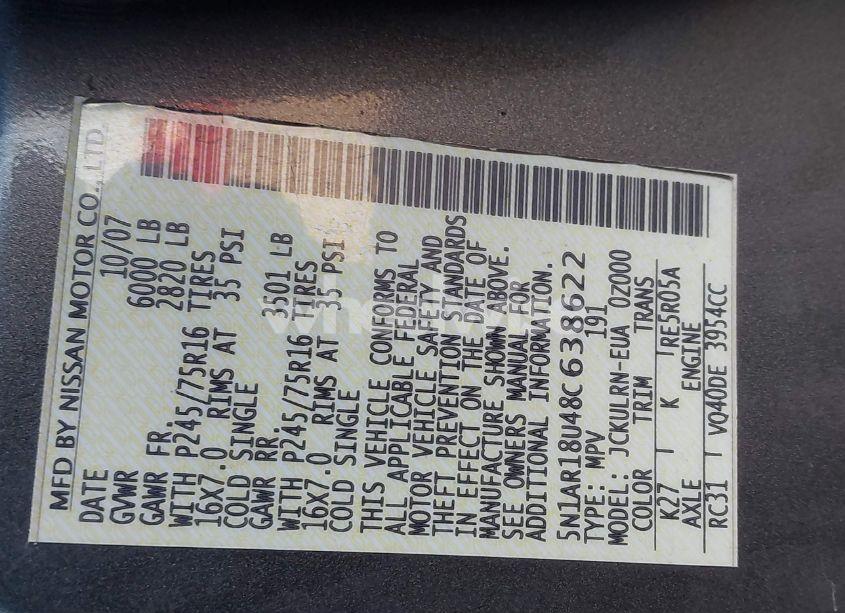 MFD BY NISSAN MOTOR CO., LTD.
DATE 10/07
GVWR 6000 LB
GAWR FR. 2820 LB
WITH P245/75R16 TIRES
16X7.0 RIMS AT 35 PSI
COLD SINGLE
GAWR RR. 3501 LB
WITH P245/75R16 TIRES
16X7.0 RIMS AT 35 PSI
COLD SINGLE
THIS VEHICLE CONFORMS TO
ALL APPLICABLE FEDERAL
MOTOR VEHICLE SAFETY AND
THEFT PREVENTION STANDARDS
IN EFFECT ON THE DATE OF
MANUFACTURE SHOWN ABOVE.
SEE OWNERS MANUAL FOR
ADDITIONAL INFORMATION.
5N1AR18U48C638622
TYPE: MPV 191
MODEL: JCKULRN-EUA 0Z000
COLOR TRIM TRANS
K27 K RE5R05A
AXLE ENGINE
RC31 VQ40DE 3954CC